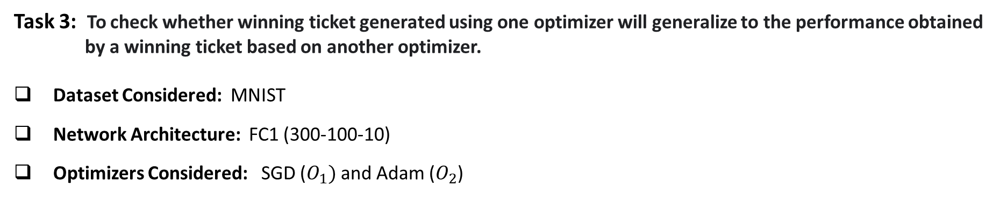 Task 3: To check whether winning ticket generated using one optimizer will generalize to the performance obtained
by a winning ticket based on another optimizer.
❑ Dataset Considered: MNIST
❑ Network Architecture: FC1 (300-100-10)
❑ Optimizers Considered: SGD (𝑂₁) and Adam (𝑂₂)